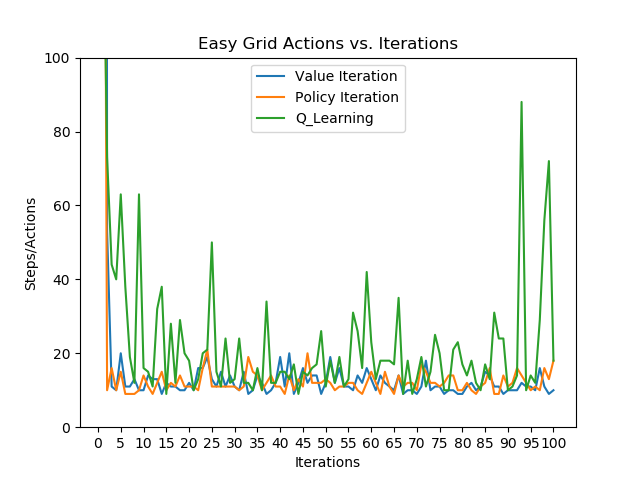 Easy Grid Actions vs. Iterations
Value Iteration
Policy Iteration
Q_Learning
Steps/Actions
100
80
60
40
20
0
0 5 10 15 20 25 30 35 40 45 50 55 60 65 70 75 80 85 90 95 100
Iterations